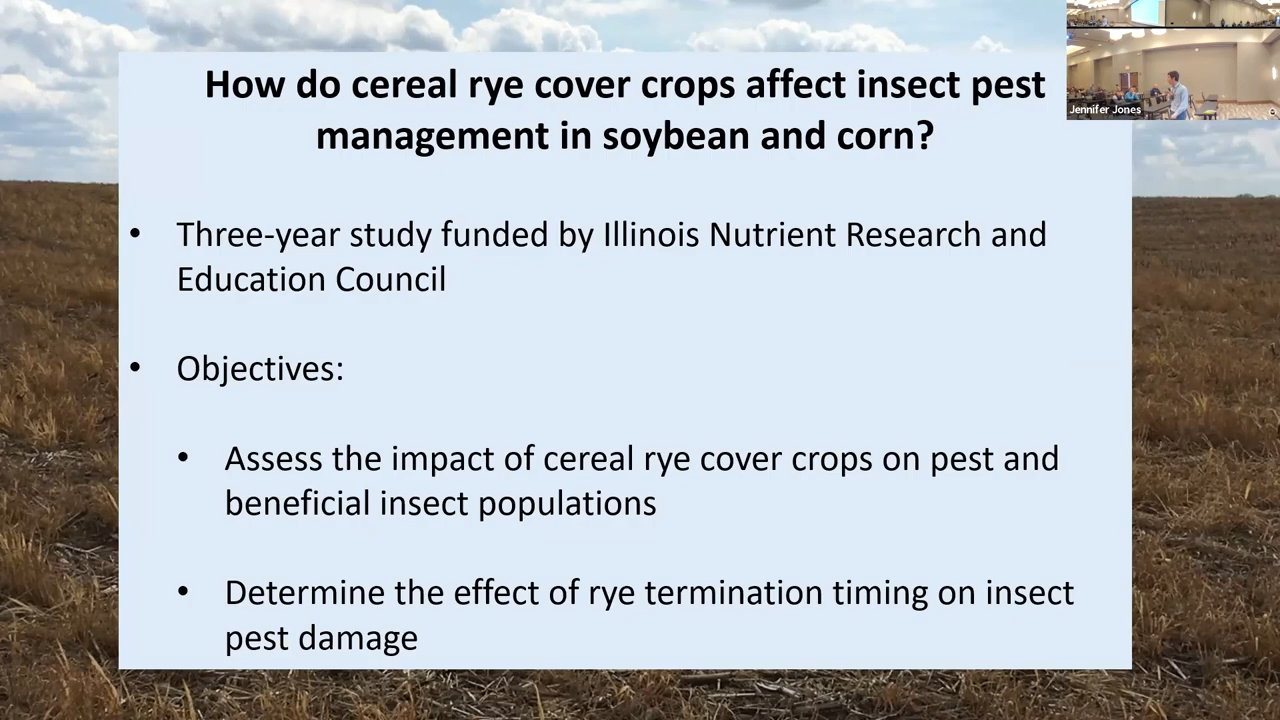 How do cereal rye cover crops affect insect pest
management in soybean and corn?
Jennifer Jones
• Three-year study funded by Illinois Nutrient Research and
Education Council
• Objectives:
• Assess the impact of cereal rye cover crops on pest and
beneficial insect populations
• Determine the effect of rye termination timing on insect
pest damage